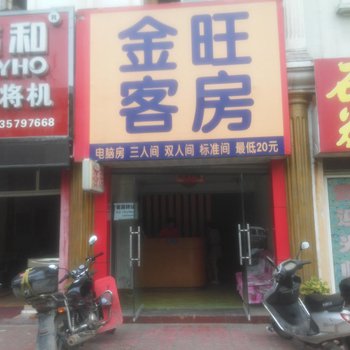 和
YHO
将机
35797668
金旺
客房
电脑房 三人间 双人间 标准间 最低20元